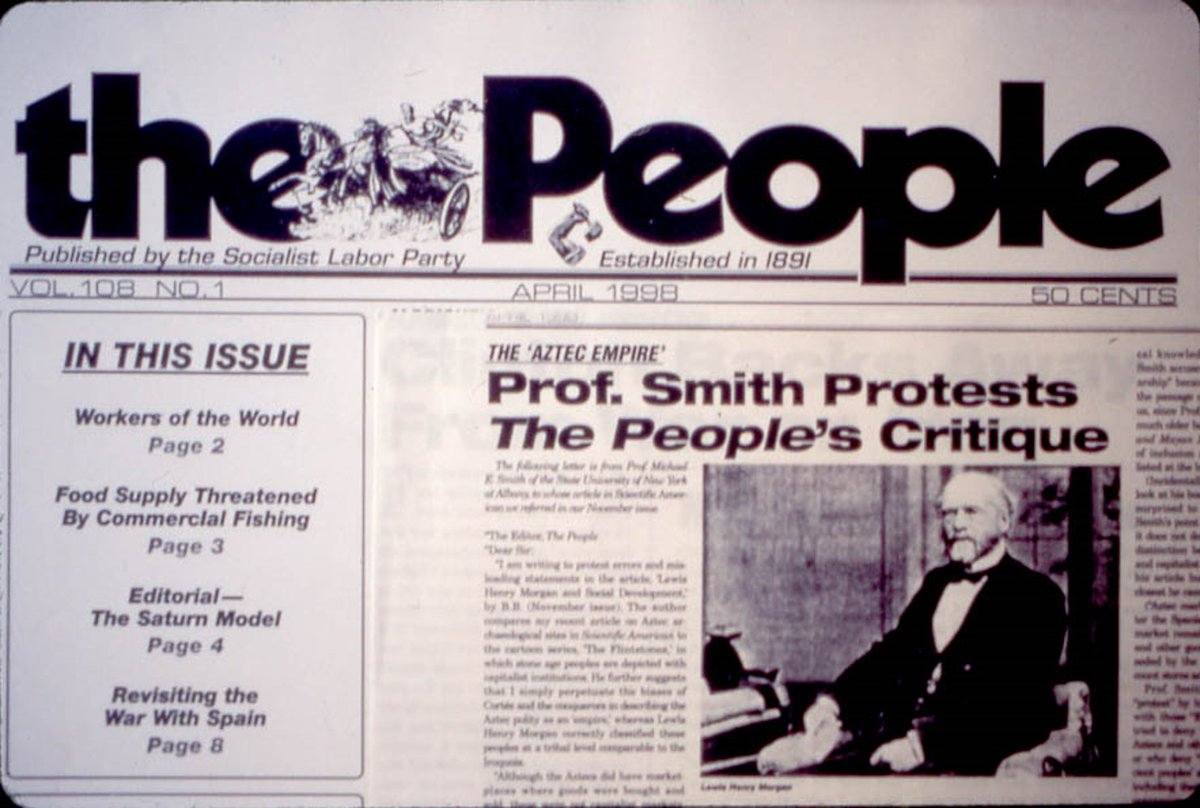 the People
Published by the Socialist Labor Party
Established in 1891
VOL. 108 NO. 1
APRIL 1998
50 CENTS
IN THIS ISSUE
Workers of the World
Page 2
Food Supply Threatened
By Commercial Fishing
Page 3
Editorial—
The Saturn Model
Page 4
Revisiting the
War With Spain
Page 8
THE 'AZTEC EMPIRE'
Prof. Smith Protests
The People's Critique
The following letter is from Prof. Michael
E. Smith of the State University of New York
at Albany, to whose article in Scientific Amer-
ican we referred in our November issue.
"The Editor, The People
"Dear Sir:
"I am writing to protest errors and mis-
leading statements in the article, 'Lewis
Henry Morgan and Social Development,'
by B.B. (November issue). The author
compares my recent article on Aztec ar-
chaeological sites in Scientific American to
the cartoon series, 'The Flintstones,' in
which stone age peoples are depicted with
capitalist institutions. He further suggests
that I simply perpetuate the biases of
Cortés and the conquerors in describing the
Aztec polity as an 'empire,' whereas Lewis
Henry Morgan correctly classified these
peoples at a tribal level comparable to the
Iroquois.
"Although the Aztecs did have market-
places where goods were bought and
Lewis Henry Morgan